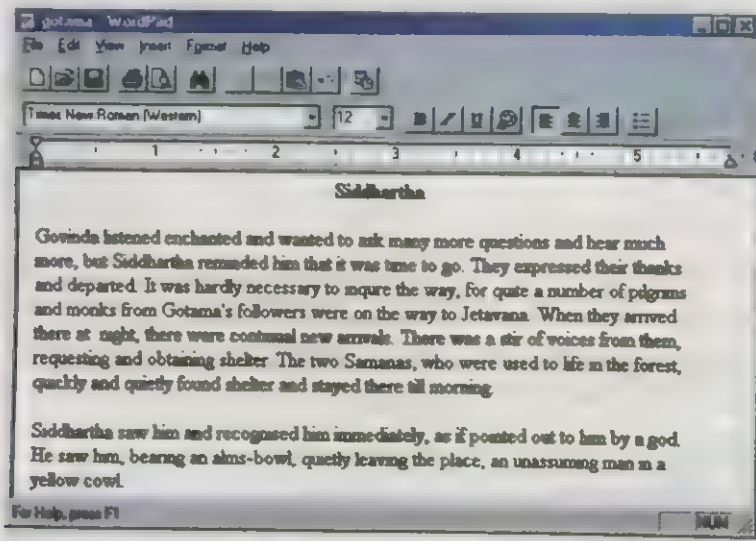 gotama - WordPad
File Edit View Insert Format Help
Times New Roman (Western) 12 B I U
1 2 3 4 5
Siddhartha
Govinda listened enchanted and wanted to ask many more questions and hear much
more, but Siddhartha reminded him that it was time to go. They expressed their thanks
and departed. It was hardly necessary to inquire the way, for quite a number of pilgrims
and monks from Gotama's followers were on the way to Jetavana. When they arrived
there at night, there were continual new arrivals. There was a stir of voices from them,
requesting and obtaining shelter. The two Samanas, who were used to life in the forest,
quickly and quietly found shelter and stayed there till morning.
Siddhartha saw him and recognised him immediately, as if pointed out to him by a god.
He saw him, bearing an alms-bowl, quietly leaving the place, an unassuming man in a
yellow cowl.
For Help, press F1 NUM